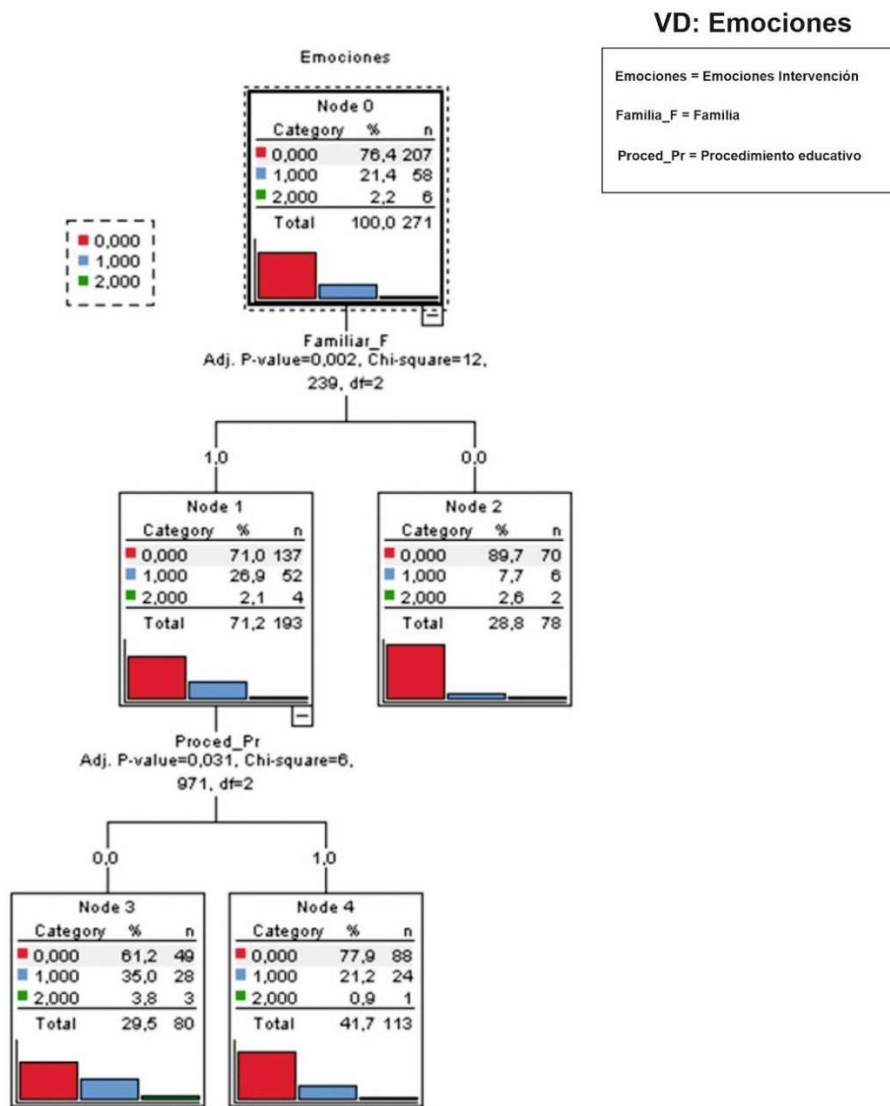 VD: Emociones
Emociones = Emociones Intervención
Familia_F = Familia
Proced_Pr = Procedimiento educativo
Emociones
Node 0
Category % n
0,000 76,4 207
1,000 21,4 58
2,000 2,2 6
Total 100,0 271
0,000
1,000
2,000
Familiar_F
Adj. P-value=0,002, Chi-square=12,
239, df=2
1,0
0,0
Node 1
Category % n
0,000 71,0 137
1,000 26,9 52
2,000 2,1 4
Total 71,2 193
Node 2
Category % n
0,000 89,7 70
1,000 7,7 6
2,000 2,6 2
Total 28,8 78
Proced_Pr
Adj. P-value=0,031, Chi-square=6,
971, df=2
0,0
1,0
Node 3
Category % n
0,000 61,2 49
1,000 35,0 28
2,000 3,8 3
Total 29,5 80
Node 4
Category % n
0,000 77,9 88
1,000 21,2 24
2,000 0,9 1
Total 41,7 113